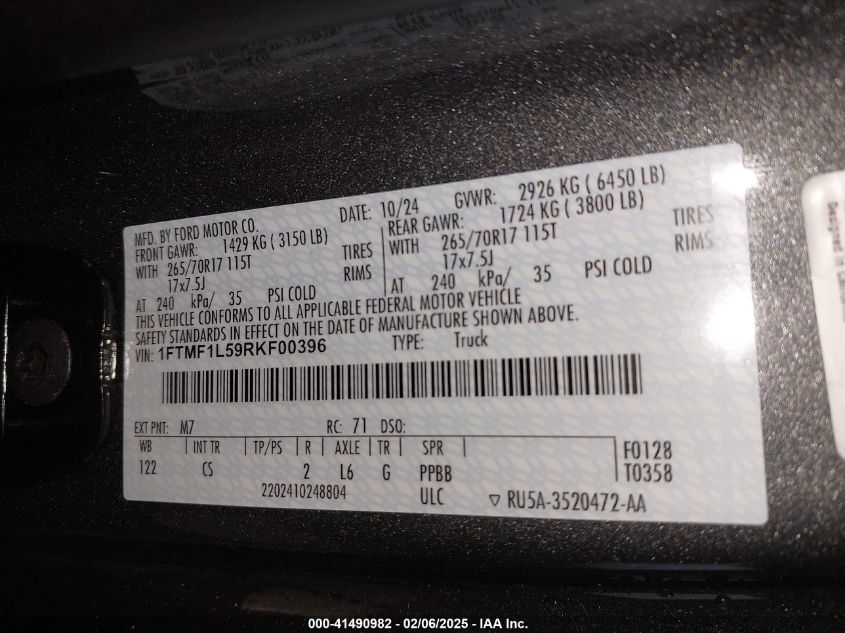 MFD. BY FORD MOTOR CO. DATE: 10/24 GVWR: 2926 KG ( 6450 LB)
FRONT GAWR: 1429 KG ( 3150 LB) REAR GAWR: 1724 KG ( 3800 LB)
WITH 265/70R17 115T TIRES WITH 265/70R17 115T TIRES
17x7.5J RIMS 17x7.5J RIMS
AT 240 kPa/ 35 PSI COLD AT 240 kPa/ 35 PSI COLD
THIS VEHICLE CONFORMS TO ALL APPLICABLE FEDERAL MOTOR VEHICLE
SAFETY STANDARDS IN EFFECT ON THE DATE OF MANUFACTURE SHOWN ABOVE.
VIN: 1FTMF1L59RKF00396 TYPE: Truck
EXT PNT: M7 RC: 71 DSO:
WB INT TR TP/PS R AXLE TR SPR F0128
122 CS 2 L6 G PPBB T0358
2202410248804 ULC ▽ RU5A-3520472-AA
000-41490982 - 02/06/2025 - IAA Inc.